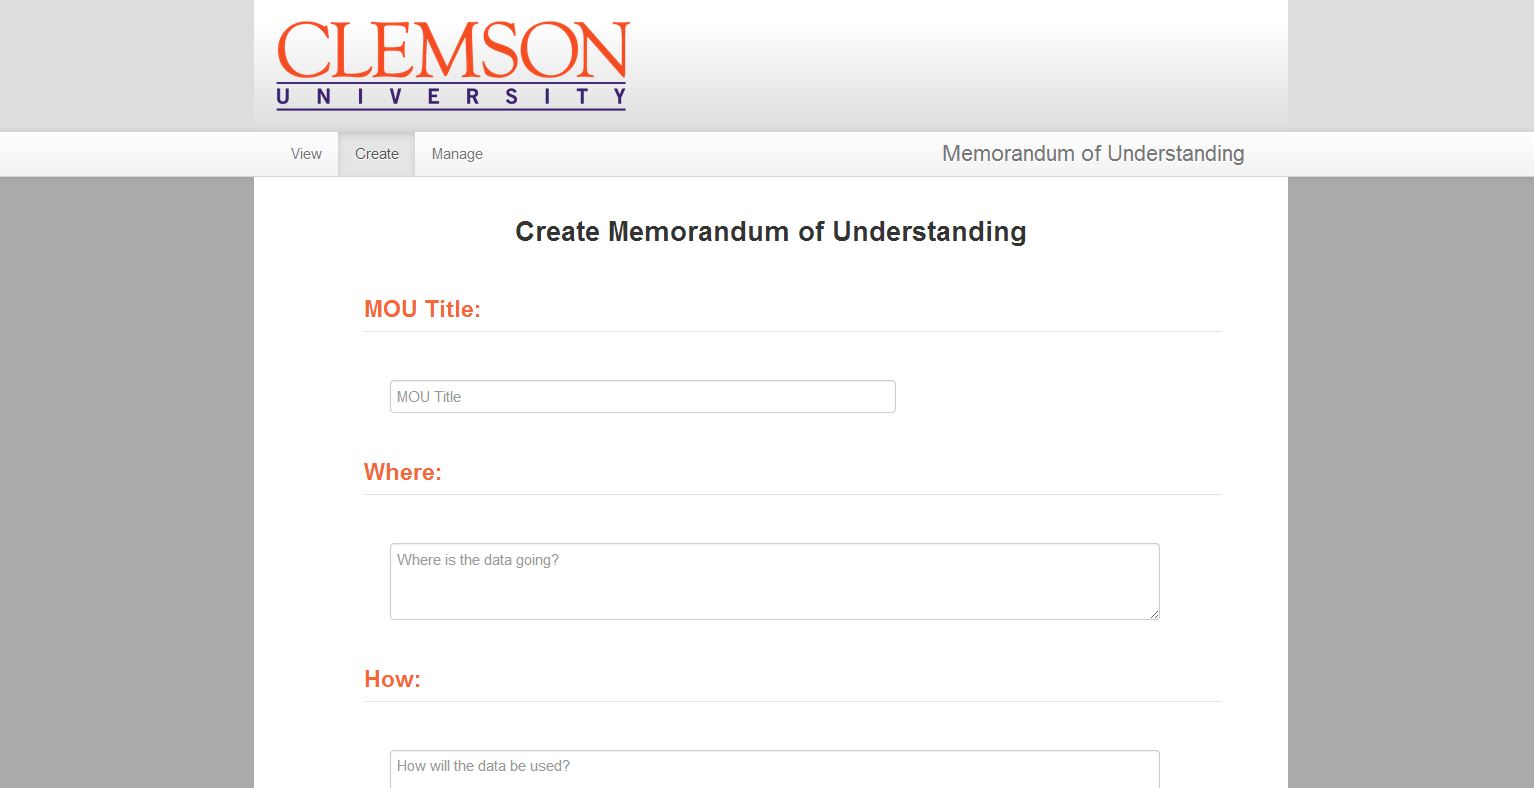 CLEMSON
UNIVERSITY
View Create Manage Memorandum of Understanding
Create Memorandum of Understanding
MOU Title:
MOU Title
Where:
Where is the data going?
How:
How will the data be used?